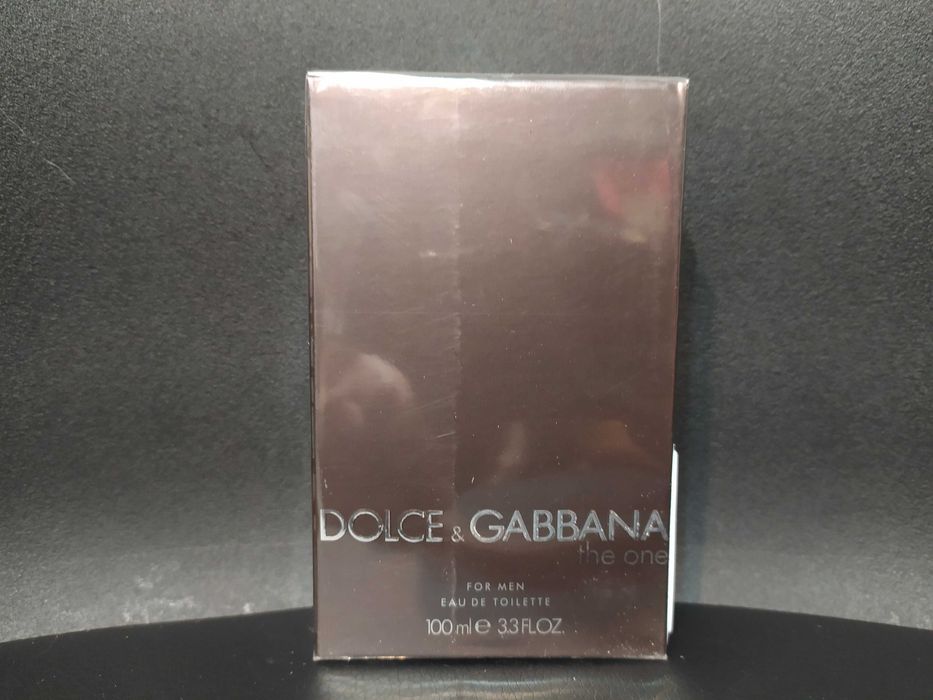 DOLCE & GABBANA
the one
FOR MEN
EAU DE TOILETTE
100 ml e 3.3 FL.OZ.